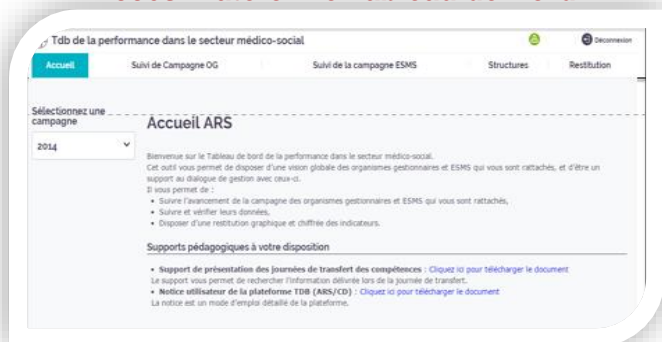 Tdb de la performance dans le secteur médico-social
Déconnexion
Accueil
Suivi de Campagne OG
Suivi de la campagne ESMS
Structures
Restitution
Sélectionnez une
campagne
2014
Accueil ARS
Bienvenue sur le Tableau de bord de la performance dans le secteur médico-social.
Cet outil vous permet de disposer d'une vision globale des organismes gestionnaires et ESMS qui vous sont rattachés, et d'être un
support au dialogue de gestion avec ceux-ci.
Il vous permet de :
• Suivre l'avancement de la campagne des organismes gestionnaires et ESMS qui vous sont rattachés,
• Suivre et vérifier leurs données,
• Disposer d'une restitution graphique et chiffrée des indicateurs.
Supports pédagogiques à votre disposition
• Support de présentation des journées de transfert des compétences : Cliquez ici pour télécharger le document
Le support vous permet de rechercher l'information délivrée lors de la journée de transfert.
• Notice utilisateur de la plateforme TDB (ARS/CD) : Cliquez ici pour télécharger le document
La notice est un mode d'emploi détaillé de la plateforme.